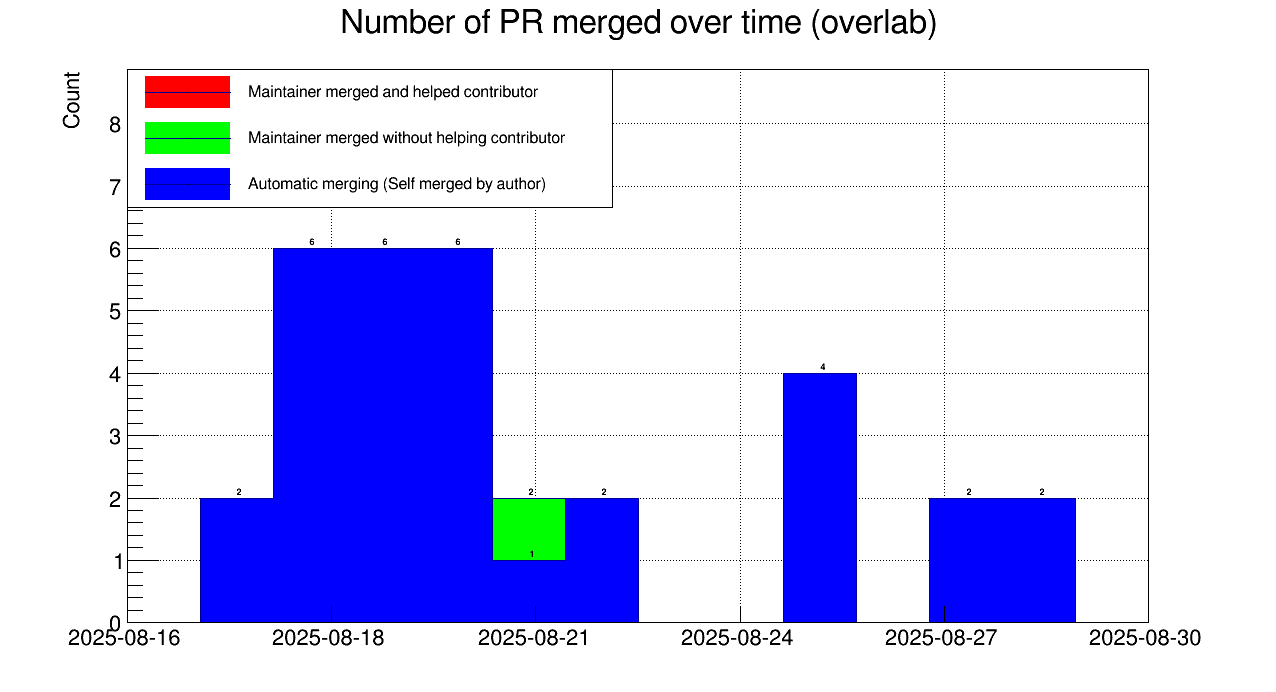 Number of PR merged over time (overlab)
Count
Maintainer merged and helped contributor
Maintainer merged without helping contributor
Automatic merging (Self merged by author)
8
7
6
5
4
3
2
1
0
2 6 6 6 2 1 2 4 2 2
2025-08-16 2025-08-18 2025-08-21 2025-08-24 2025-08-27 2025-08-30